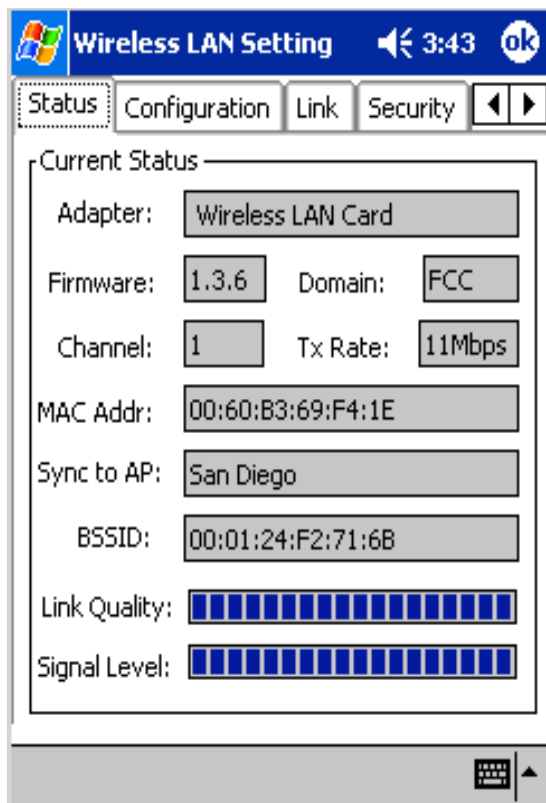 Wireless LAN Setting 3:43 ok
Status Configuration Link Security
Current Status
Adapter: Wireless LAN Card
Firmware: 1.3.6 Domain: FCC
Channel: 1 Tx Rate: 11Mbps
MAC Addr: 00:60:B3:69:F4:1E
Sync to AP: San Diego
BSSID: 00:01:24:F2:71:6B
Link Quality:
Signal Level: